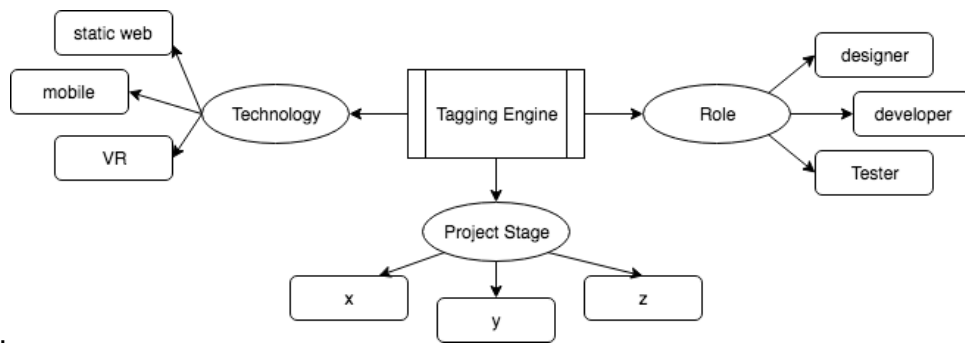 static web
designer
mobile
Technology
Tagging Engine
Role
developer
VR
Tester
Project Stage
x
z
y
.